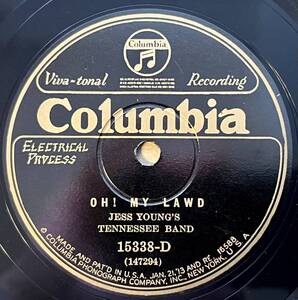 Columbia
Viva-tonal Recording
Columbia
ELECTRICAL
PROCESS
OH! MY LAWD
JESS YOUNG'S
TENNESSEE BAND
15338-D
(147294)
MADE AND PAT'D IN U.S.A. JAN. 21,'13 AND RE. 16588
© COLUMBIA PHONOGRAPH COMPANY, INC., NEW YORK, U.S.A.